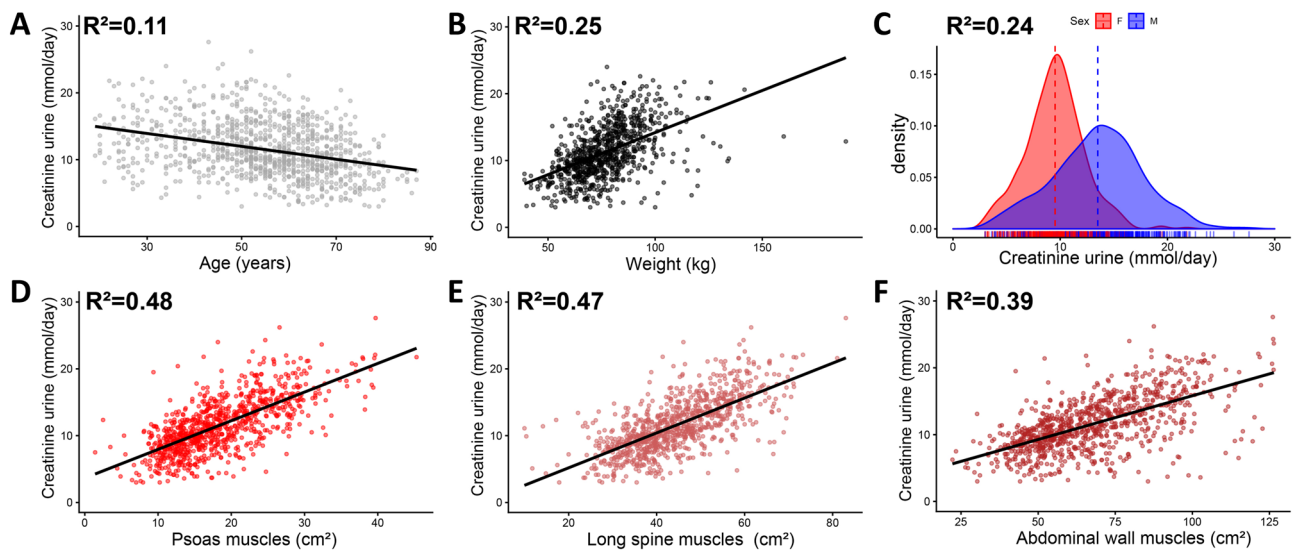 A
R²=0.11
Creatinine urine (mmol/day)
30
20
10
0
30
50
70
90
Age (years)
B
R²=0.25
Creatinine urine (mmol/day)
30
20
10
0
50
100
150
Weight (kg)
C
R²=0.24
Sex F M
density
0.15
0.10
0.05
0.00
0
10
20
30
Creatinine urine (mmol/day)
D
R²=0.48
Creatinine urine (mmol/day)
30
20
10
0
0
10
20
30
40
Psoas muscles (cm²)
E
R²=0.47
Creatinine urine (mmol/day)
30
20
10
0
20
40
60
80
Long spine muscles (cm²)
F
R²=0.39
Creatinine urine (mmol/day)
30
20
10
0
25
50
75
100
125
Abdominal wall muscles (cm²)